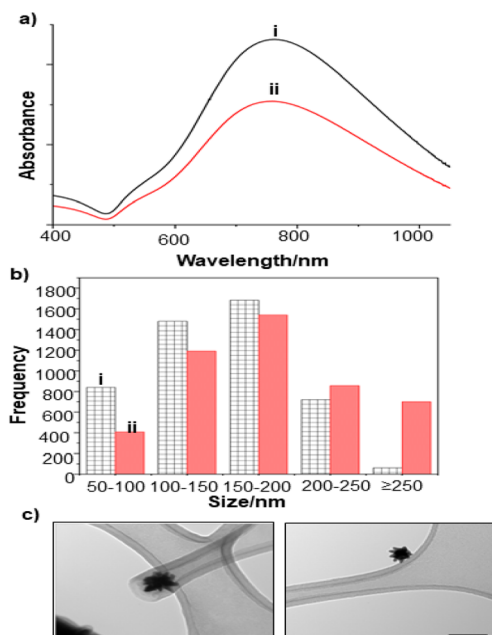 a)
i
ii
Absorbance
400
600
800
1000
Wavelength/nm
b)
1800
1600
1400
1200
1000
800
600
400
200
0
Frequency
i
ii
50-100
100-150
150-200
200-250
≥250
Size/nm
c)